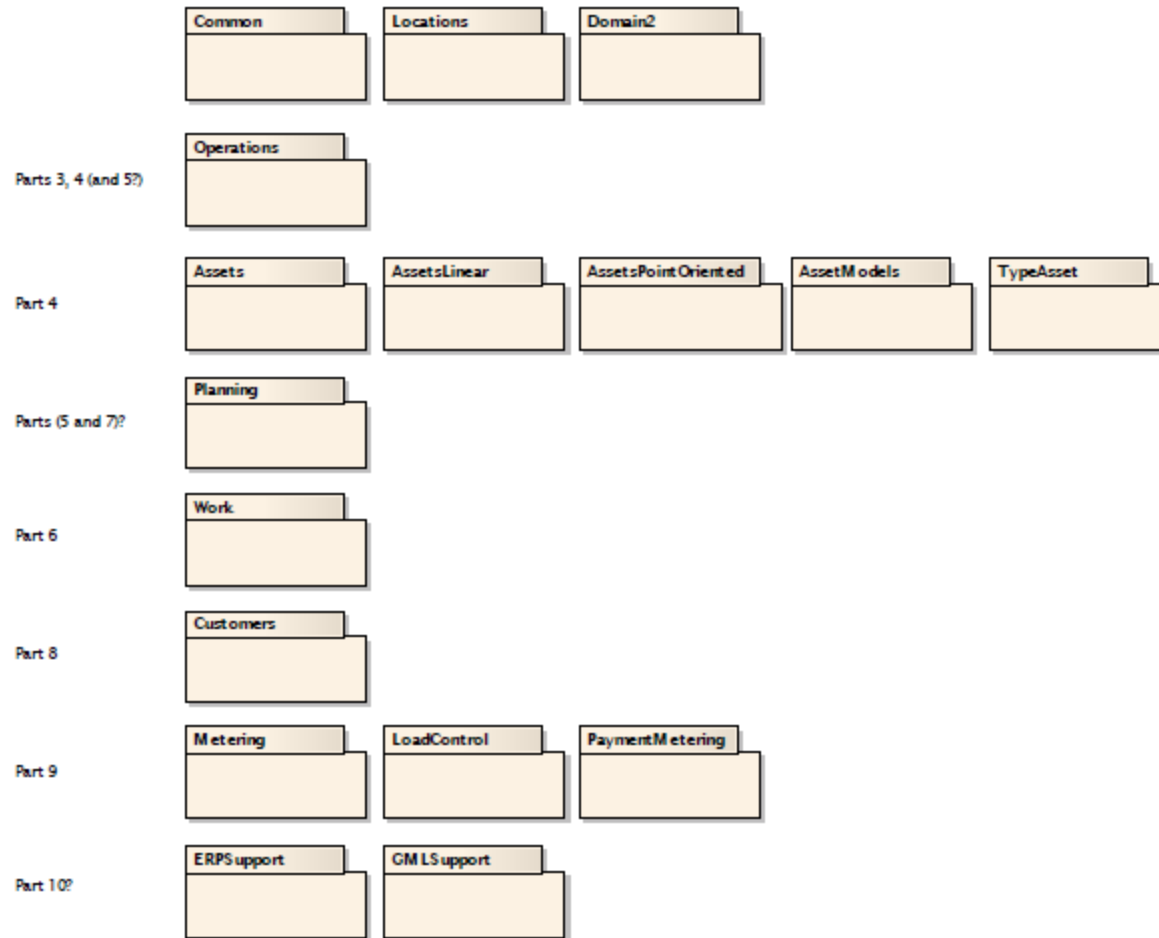 Common
Locations
Domain2
Operations
Parts 3, 4 (and 5?)
Assets
AssetsLinear
AssetsPointOriented
AssetModels
TypeAsset
Part 4
Planning
Parts (5 and 7)?
Work
Part 6
Customers
Part 8
Metering
LoadControl
PaymentMetering
Part 9
ERPSupport
GMLSupport
Part 10?